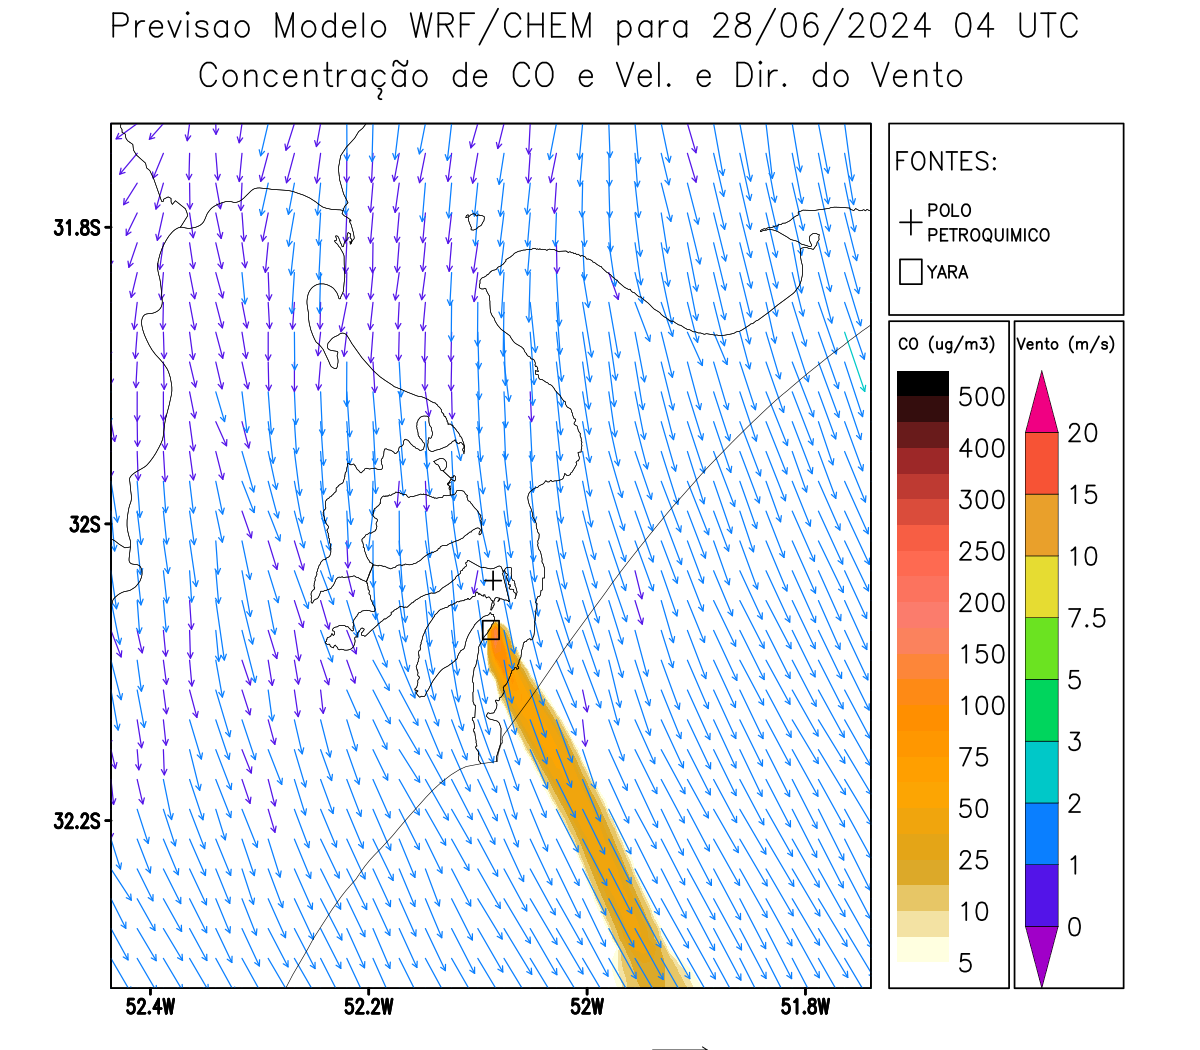 Previsao Modelo WRF/CHEM para 28/06/2024 04 UTC
Concentração de CO e Vel. e Dir. do Vento
FONTES:
POLO
PETROQUIMICO
YARA
CO (ug/m3)
500
400
300
250
200
150
100
75
50
25
10
5
Vento (m/s)
20
15
10
7.5
5
3
2
1
0
31.8S
32S
32.2S
52.4W
52.2W
52W
51.8W